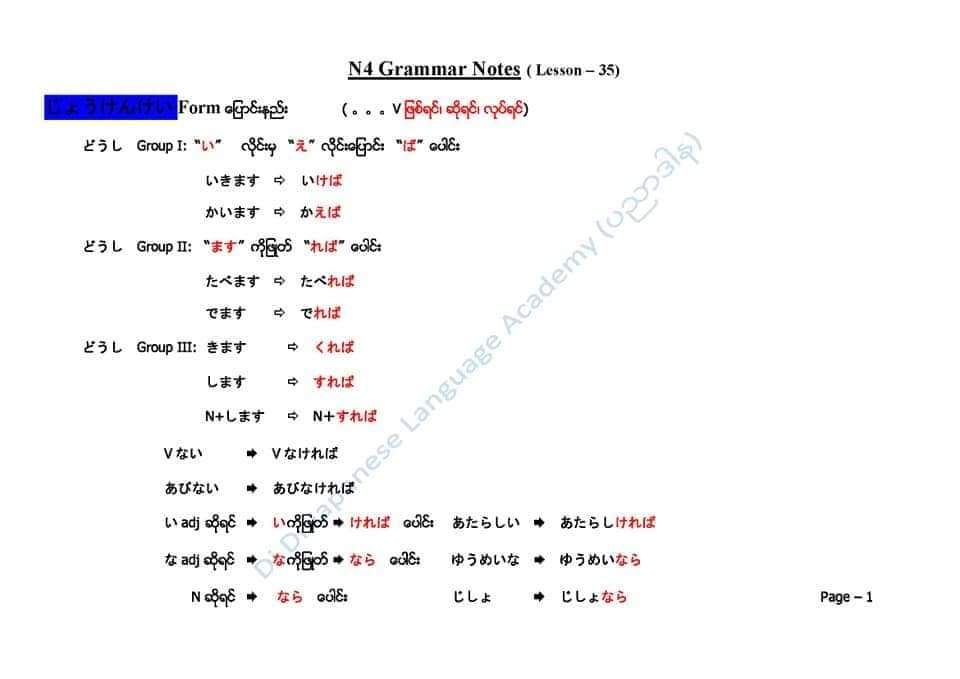 N4 Grammar Notes ( Lesson – 35)
じょうけんけい Form ပြောင်းနည်း ( 。。。V ဖြစ်ရင်၊ ဆိုရင်၊ လုပ်ရင်)
どうし Group I: “い” လိုင်းမှ “え” လိုင်းပြောင်း “ば” ပေါင်း
いきます ⇨ いけば
かいます ⇨ かえば
どうし Group II: “ます” ကိုဖြုတ် “れば” ပေါင်း
たべます ⇨ たべれば
でます ⇨ でれば
どうし Group III: きます ⇨ くれば
します ⇨ すれば
N+します ⇨ N+すれば
V ない ➡ V なければ
あびない ➡ あびなければ
い adj ဆိုရင် ➡ いကိုဖြုတ် ➡ ければ ပေါင်း あたらしい ➡ あたらしければ
な adj ဆိုရင် ➡ なကိုဖြုတ် ➡ なら ပေါင်း ゆうめいな ➡ ゆうめいなら
N ဆိုရင် ➡ なら ပေါင်း じしょ ➡ じしょなら
Page – 1
Di Di Japanese Language Academy (ပညာဒါန)